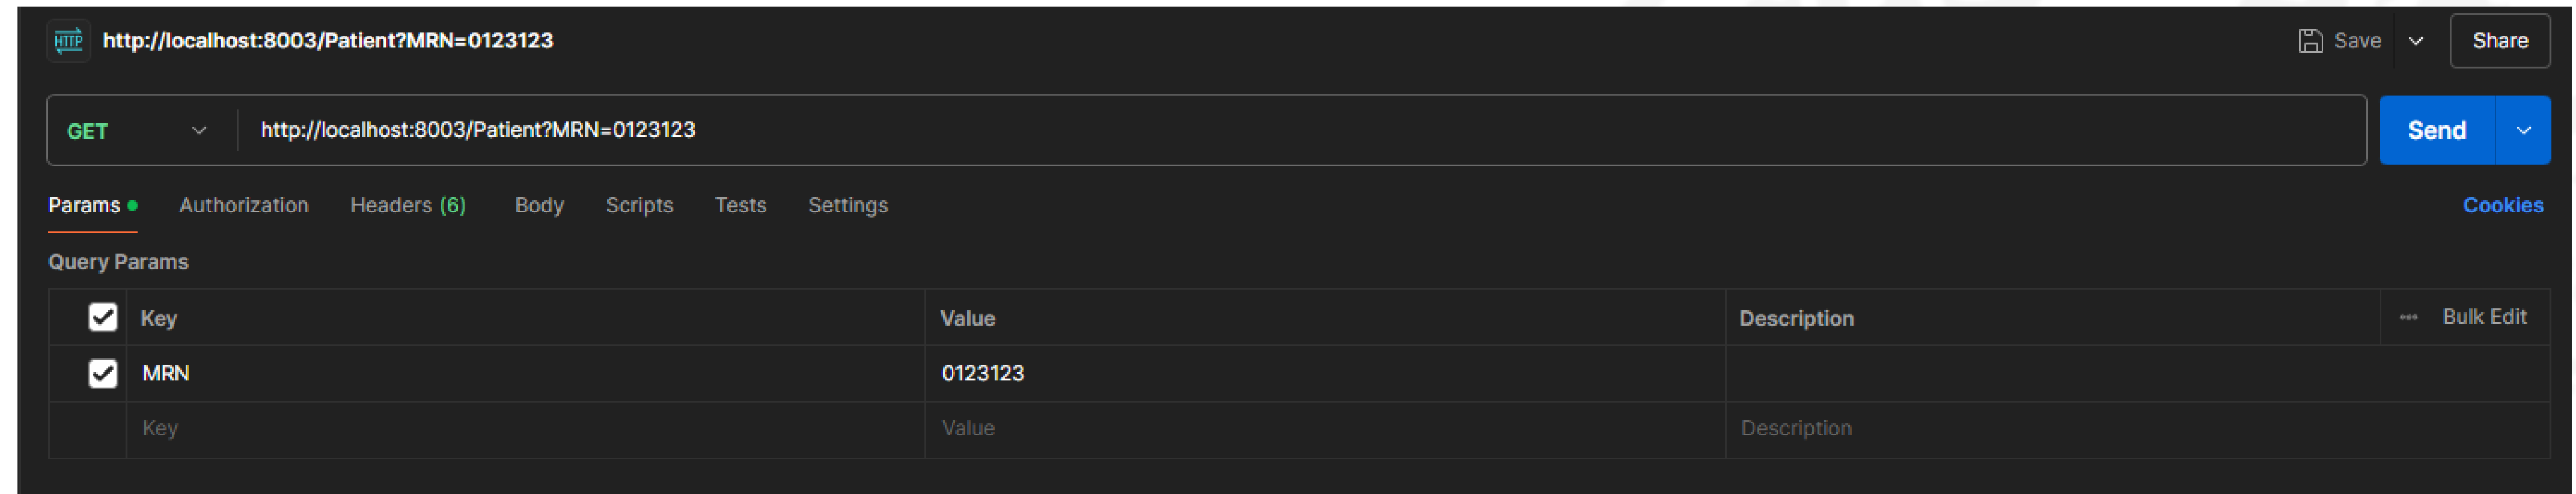 HTTP http://localhost:8003/Patient?MRN=0123123 Save Share
GET http://localhost:8003/Patient?MRN=0123123 Send
Params Authorization Headers (6) Body Scripts Tests Settings Cookies
Query Params
Key Value Description Bulk Edit
MRN 0123123
Key Value Description